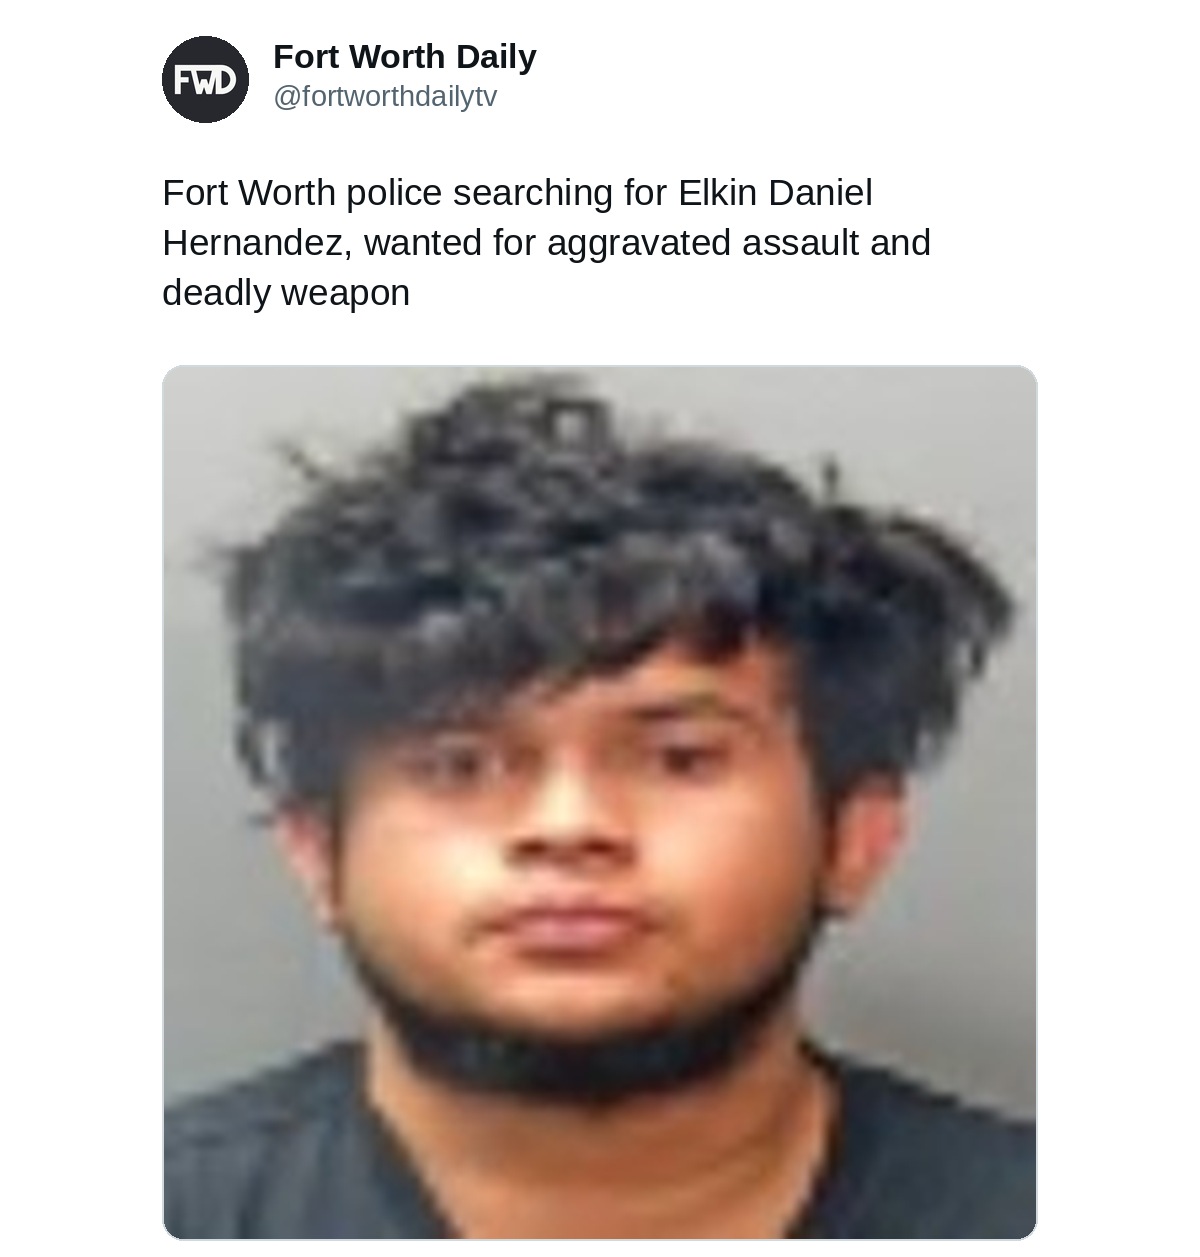 FWD
Fort Worth Daily
@fortworthdailytv
Fort Worth police searching for Elkin Daniel
Hernandez, wanted for aggravated assault and
deadly weapon